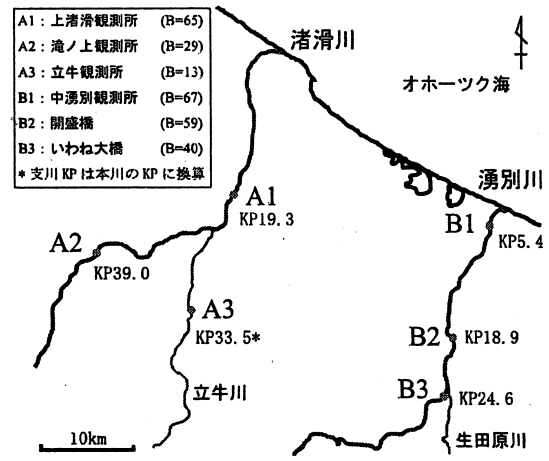 A1：上渚滑観測所 (B=65)
A2：滝ノ上観測所 (B=29)
A3：立牛観測所 (B=13)
B1：中湧別観測所 (B=67)
B2：開盛橋 (B=59)
B3：いわね大橋 (B=40)
*支川KPは本川のKPに換算
渚滑川
オホーツク海
湧別川
A1
KP19.3
B1
KP5.4
A2
KP39.0
A3
KP33.5*
B2
KP18.9
B3
KP24.6
立牛川
生田原川
10km